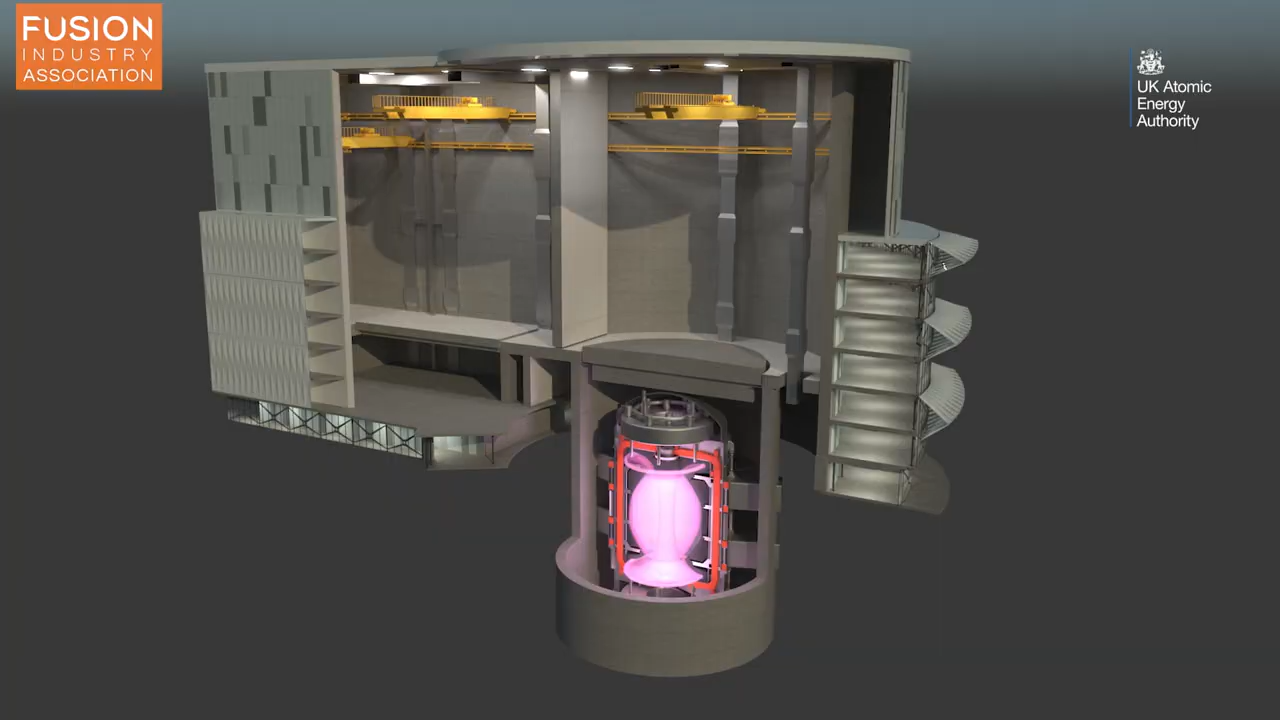 FUSION
INDUSTRY
ASSOCIATION
UK Atomic
Energy
Authority